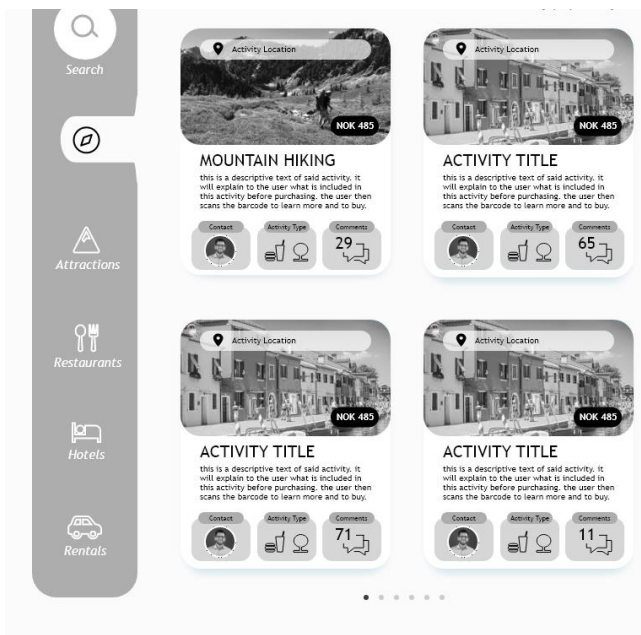 Search
Attractions
Restaurants
Hotels
Rentals
Activity Location
NOK 485
MOUNTAIN HIKING
this is a descriptive text of said activity. it
will explain to the user what is included in
this activity before purchasing. the user then
scans the barcode to learn more and to buy.
Contact
Activity Type
Comments
29
Activity Location
NOK 485
ACTIVITY TITLE
this is a descriptive text of said activity. it
will explain to the user what is included in
this activity before purchasing. the user then
scans the barcode to learn more and to buy.
Contact
Activity Type
Comments
65
Activity Location
NOK 485
ACTIVITY TITLE
this is a descriptive text of said activity. it
will explain to the user what is included in
this activity before purchasing. the user then
scans the barcode to learn more and to buy.
Contact
Activity Type
Comments
71
Activity Location
NOK 485
ACTIVITY TITLE
this is a descriptive text of said activity. it
will explain to the user what is included in
this activity before purchasing. the user then
scans the barcode to learn more and to buy.
Contact
Activity Type
Comments
11